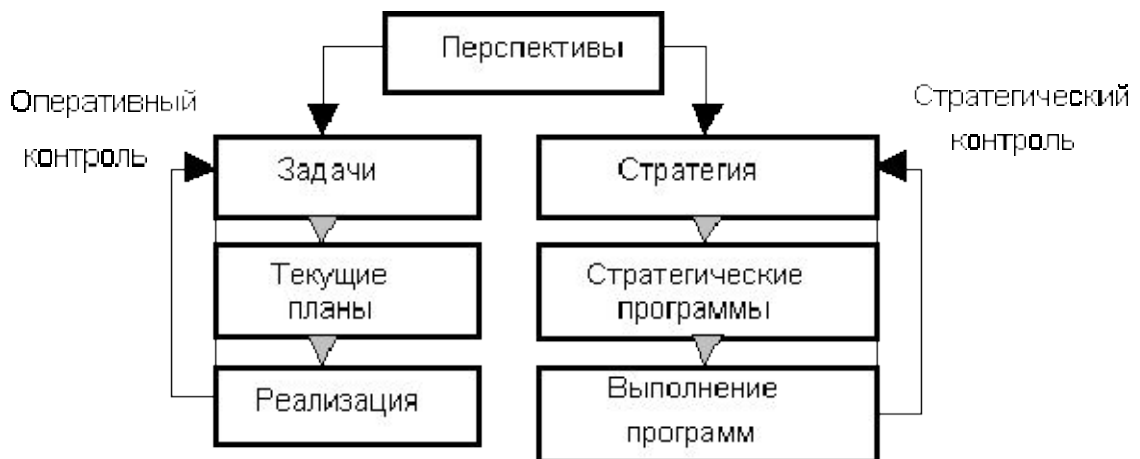 Перспективы
Оперативный
контроль
Стратегический
контроль
Задачи
Стратегия
Текущие
планы
Стратегические
программы
Реализация
Выполнение
программ